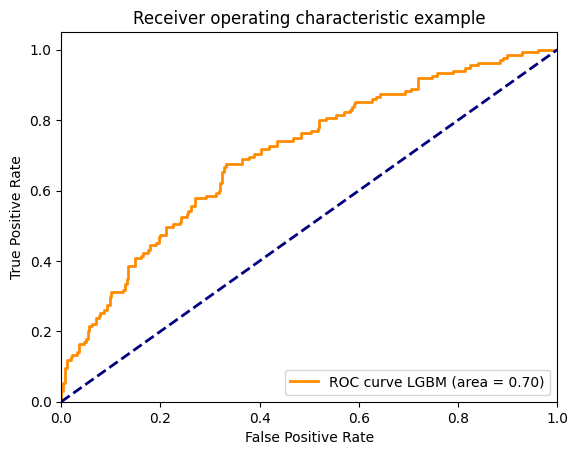 Receiver operating characteristic example
True Positive Rate
1.0
0.8
0.6
0.4
0.2
0.0
ROC curve LGBM (area = 0.70)
0.0 0.2 0.4 0.6 0.8 1.0
False Positive Rate